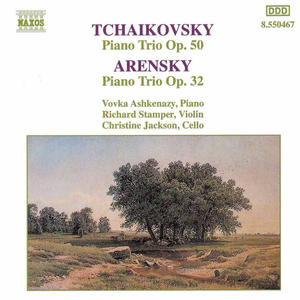 NAXOS
DDD
8.550467
TCHAIKOVSKY
Piano Trio Op. 50
ARENSKY
Piano Trio Op. 32
Vovka Ashkenazy, Piano
Richard Stamper, Violin
Christine Jackson, Cello